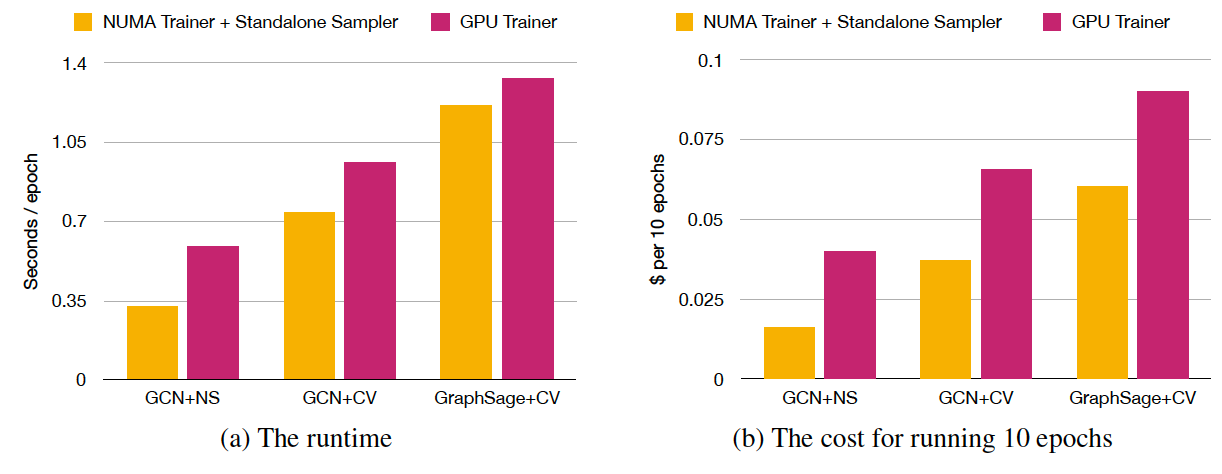 NUMA Trainer + Standalone Sampler GPU Trainer
1.4
1.05
0.7
0.35
0
Seconds / epoch
GCN+NS GCN+CV GraphSage+CV
(a) The runtime
NUMA Trainer + Standalone Sampler GPU Trainer
0.1
0.075
0.05
0.025
0
$ per 10 epochs
GCN+NS GCN+CV GraphSage+CV
(b) The cost for running 10 epochs